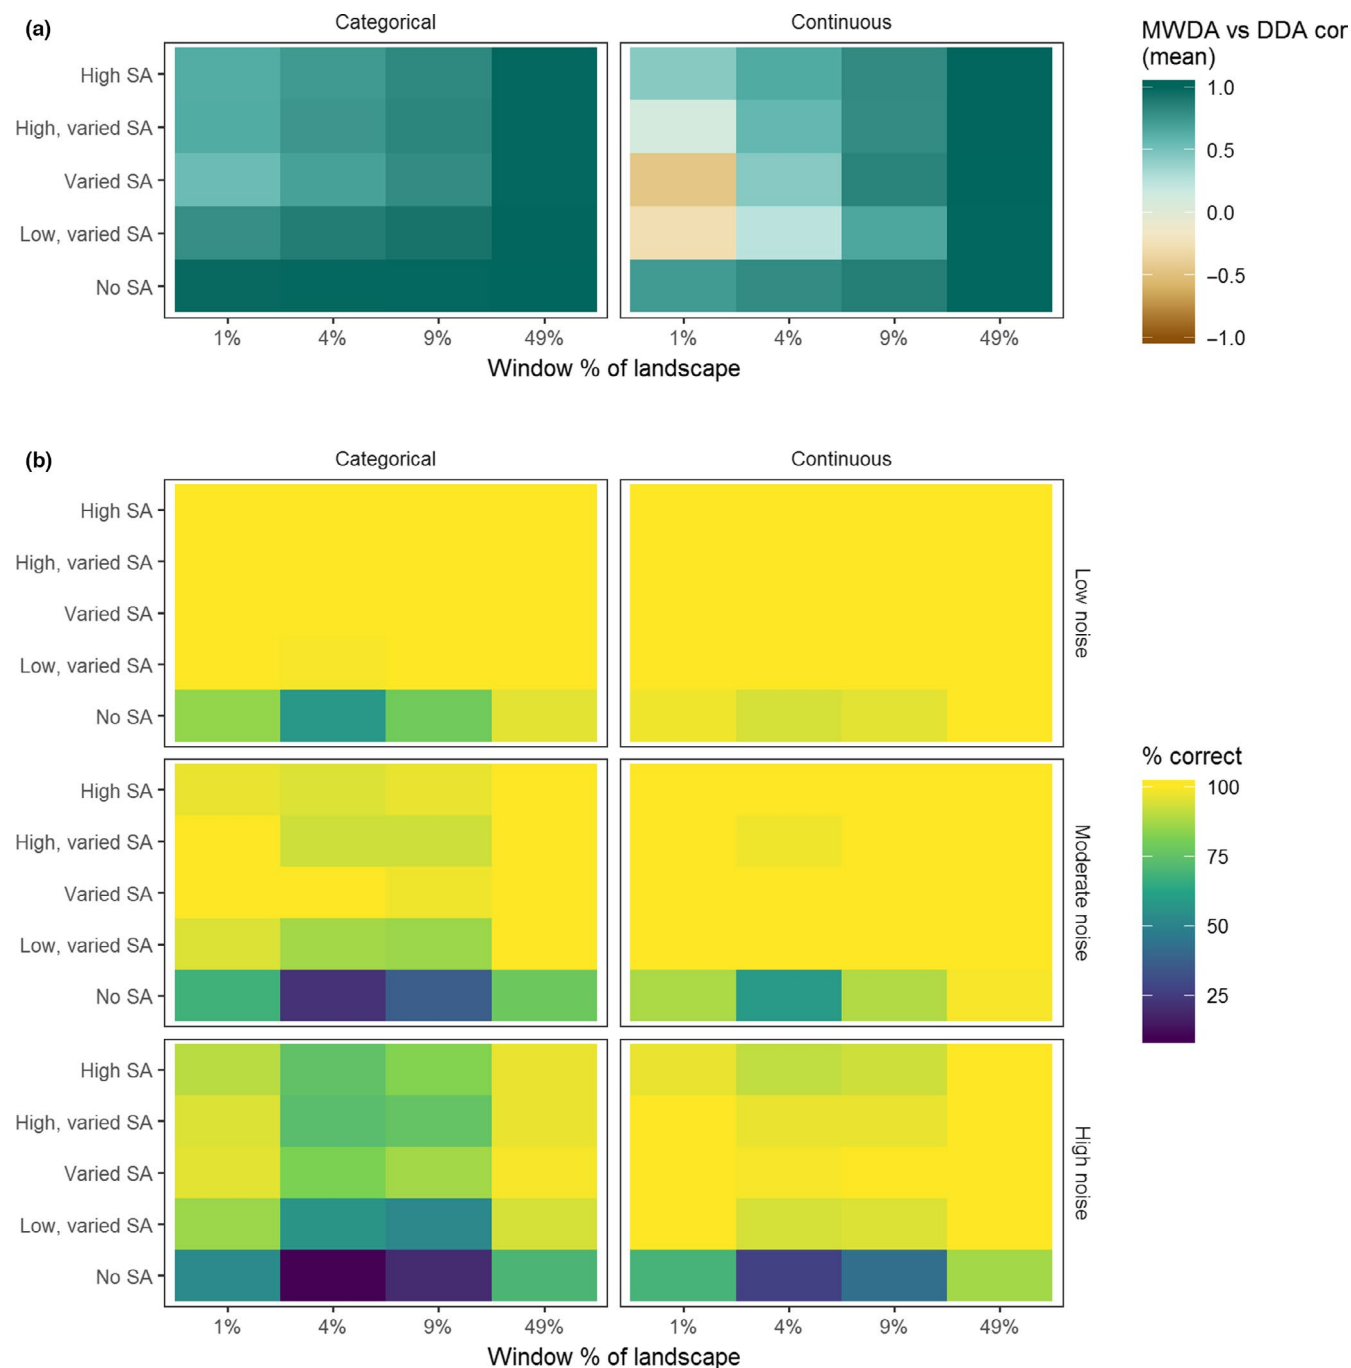 (a)
Categorical
Continuous
MWDA vs DDA cor
(mean)
High SA
High, varied SA
Varied SA
Low, varied SA
No SA
1.0
0.5
0.0
−0.5
−1.0
1% 4% 9% 49%
1% 4% 9% 49%
Window % of landscape
(b)
Categorical
Continuous
High SA
High, varied SA
Varied SA
Low, varied SA
No SA
Low noise
High SA
High, varied SA
Varied SA
Low, varied SA
No SA
Moderate noise
% correct
100
75
50
25
High SA
High, varied SA
Varied SA
Low, varied SA
No SA
High noise
1% 4% 9% 49%
1% 4% 9% 49%
Window % of landscape